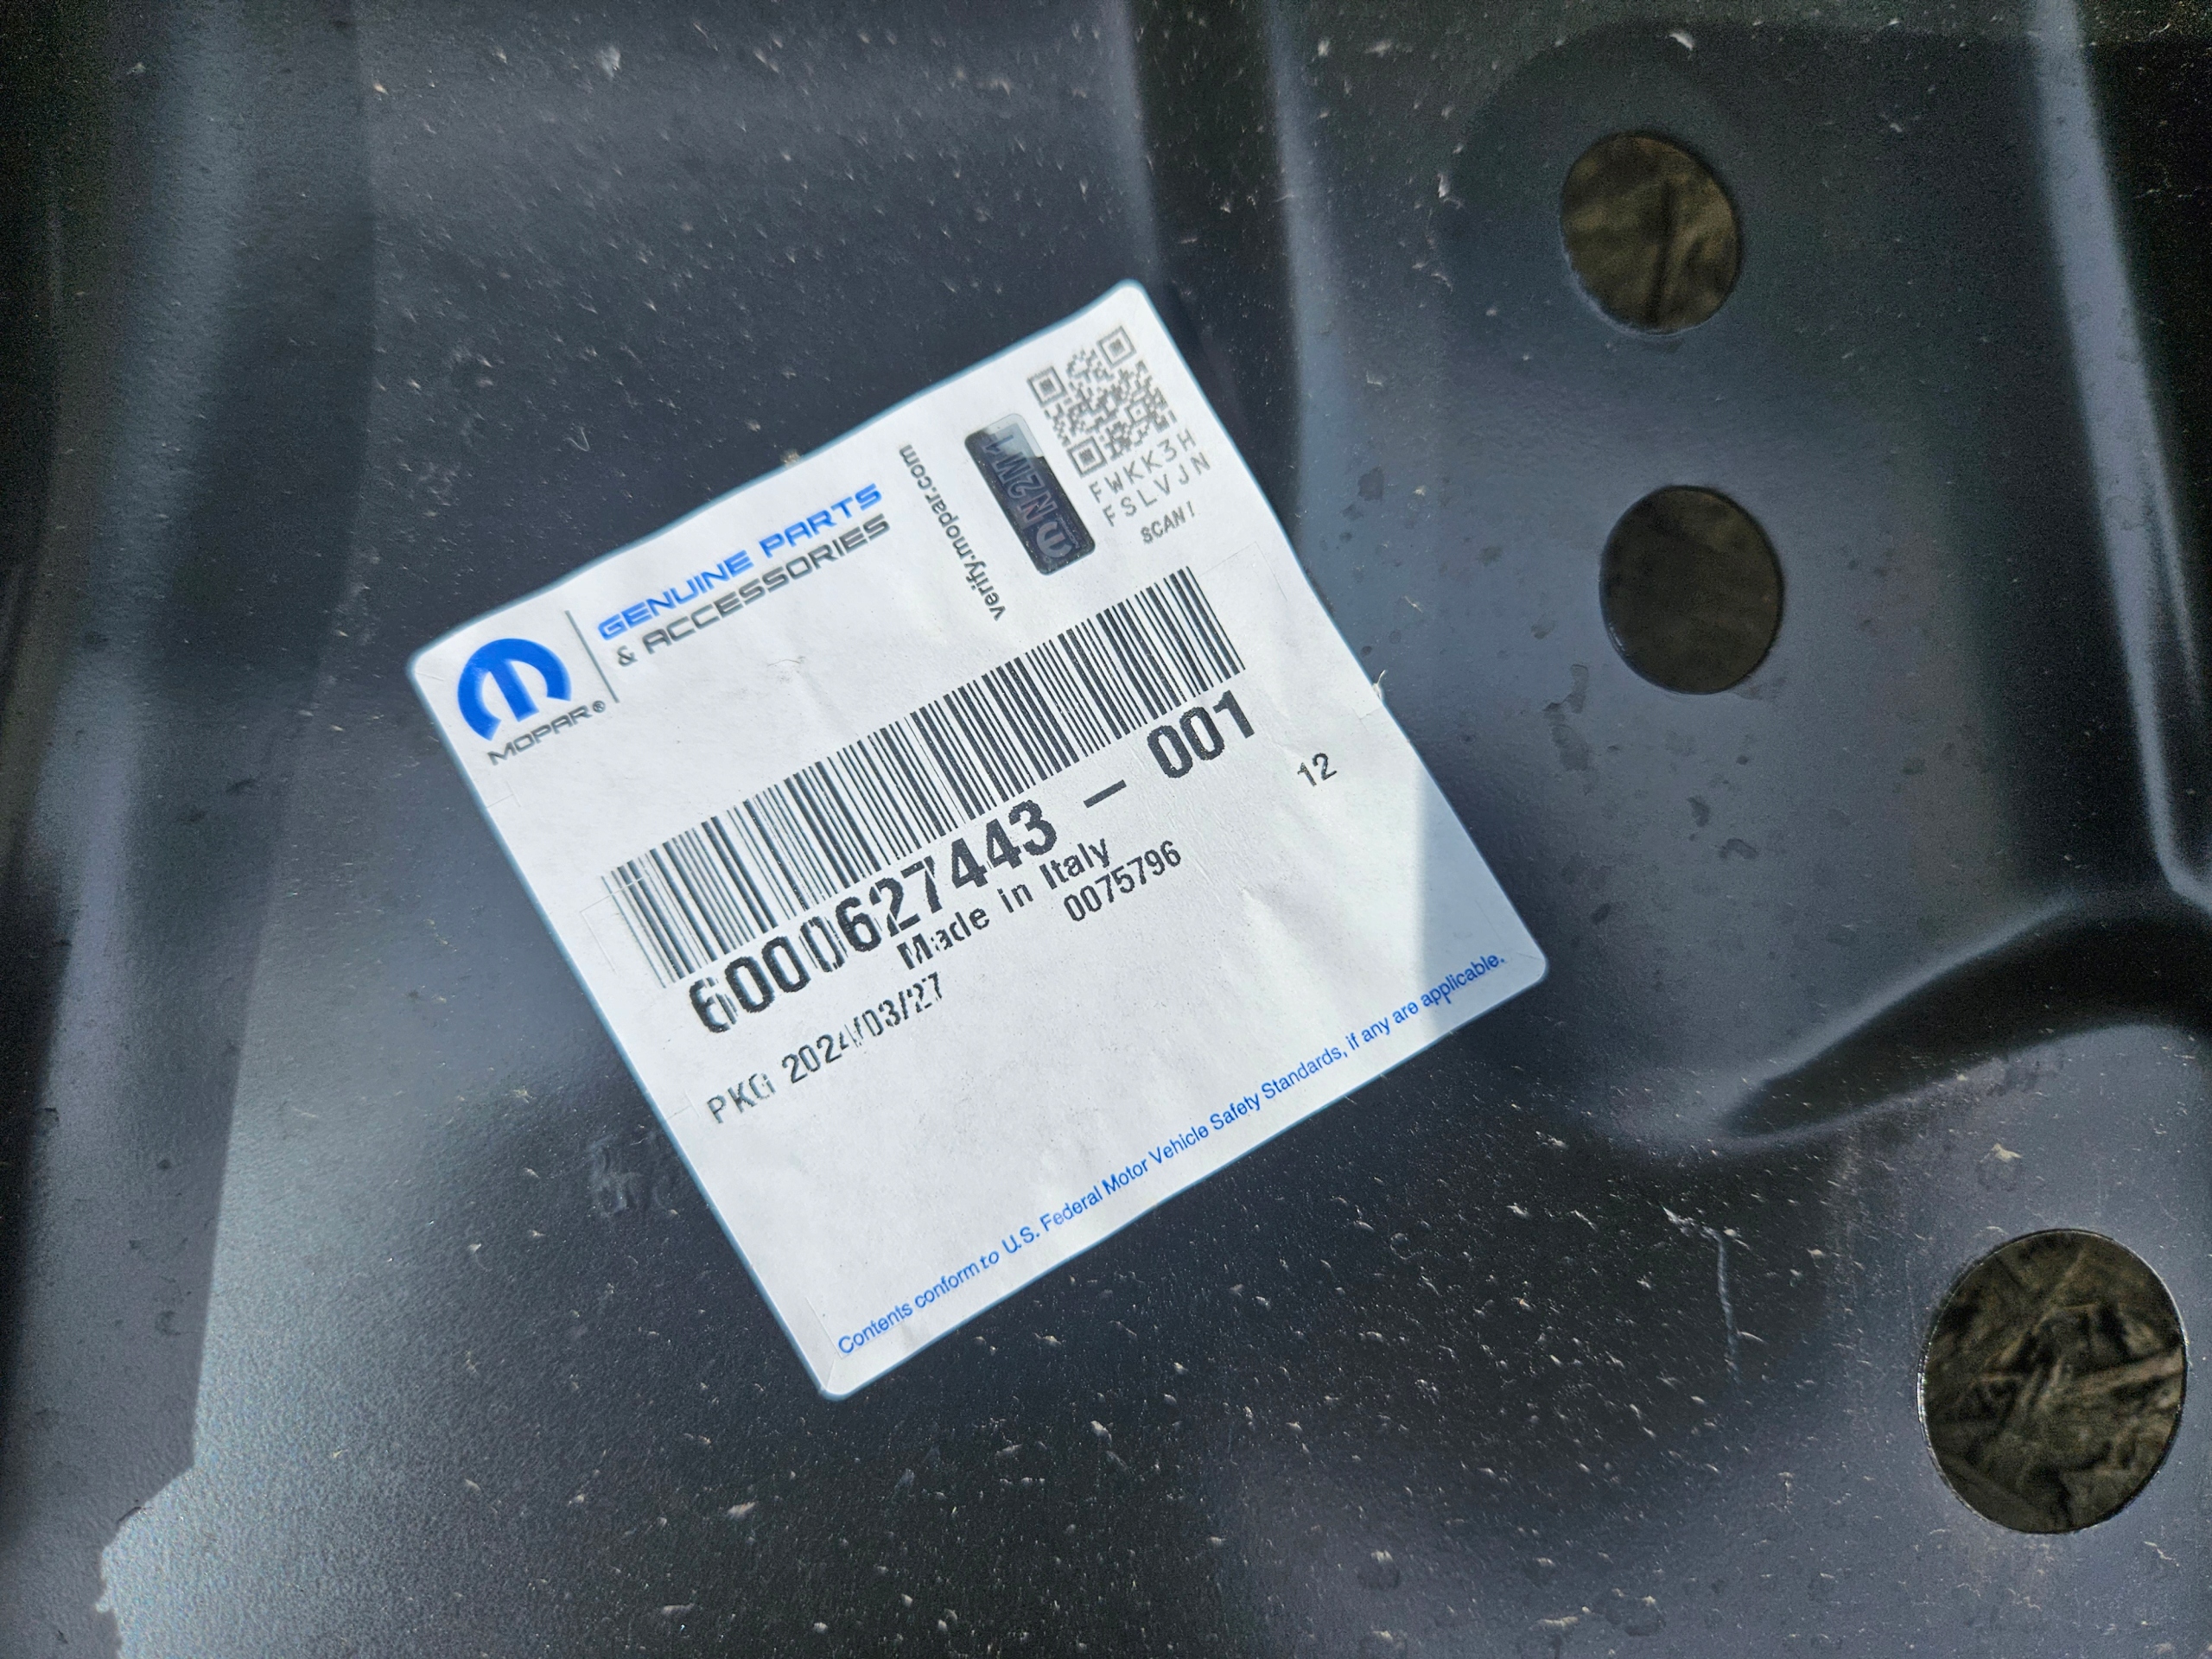 MOPAR®
GENUINE PARTS
& ACCESSORIES
verify.mopar.com
N2M1
FWKK3H
FSLVJN
SCAN!
6000627443 – 001
Made in Italy
12
0075796
PKG 2024/03/27
Contents conform to U.S. Federal Motor Vehicle Safety Standards, if any are applicable.